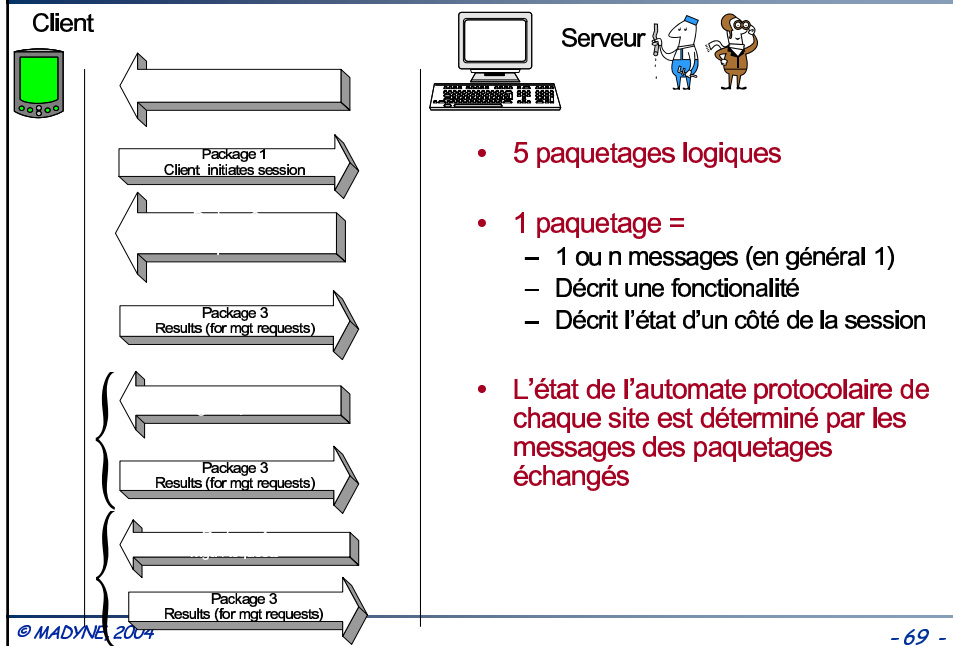 Client
Serveur
Package 1
Client initiates session
Package 3
Results (for mgt requests)
Package 3
Results (for mgt requests)
Package 3
Results (for mgt requests)
• 5 paquetages logiques
• 1 paquetage =
– 1 ou n messages (en général 1)
– Décrit une fonctionalité
– Décrit l'état d'un côté de la session
• L'état de l'automate protocolaire de
chaque site est déterminé par les
messages des paquetages
échangés
© MADYNE, 2004
- 69 -